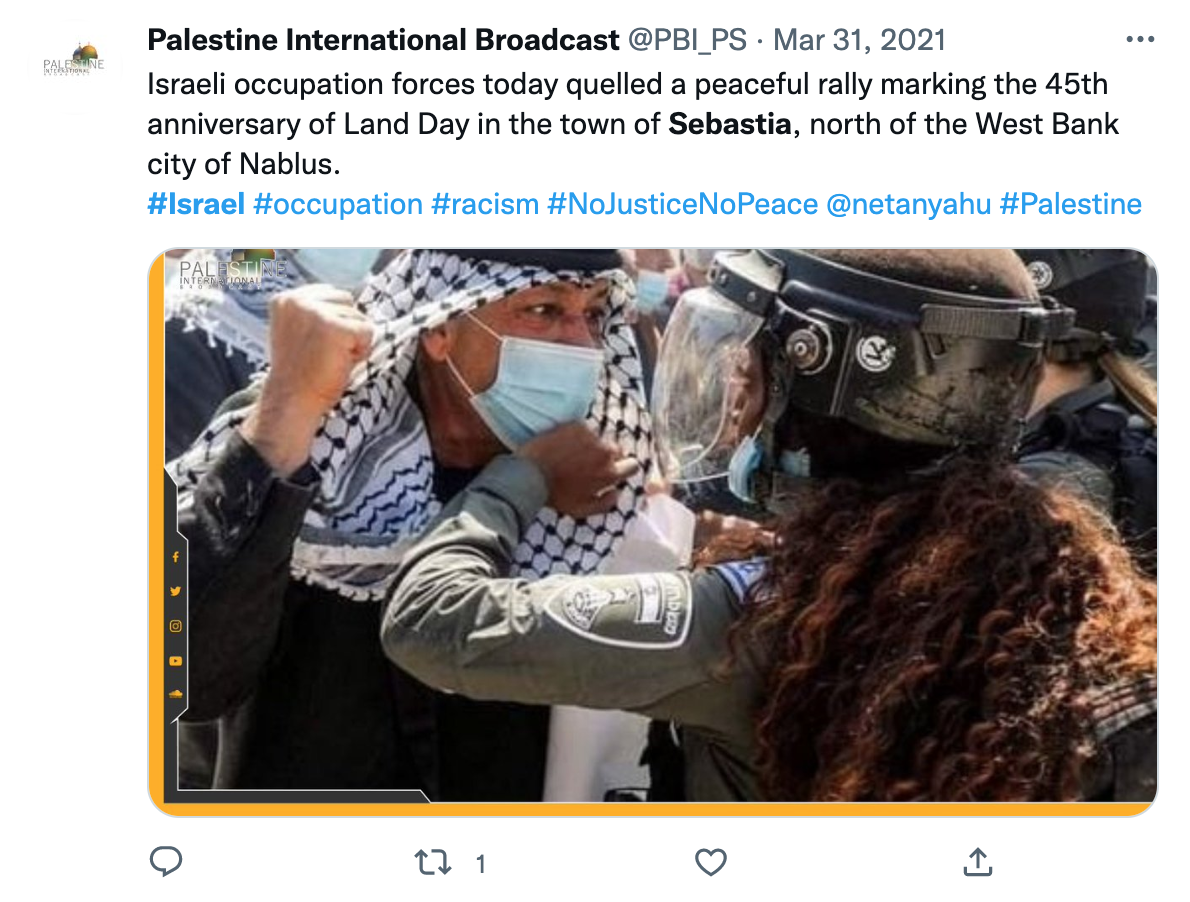 Palestine International Broadcast @PBI_PS · Mar 31, 2021
Israeli occupation forces today quelled a peaceful rally marking the 45th
anniversary of Land Day in the town of Sebastia, north of the West Bank
city of Nablus.
#Israel #occupation #racism #NoJusticeNoPeace @netanyahu #Palestine
PALESTINE
INTERNATIONAL
BROADCAST
1